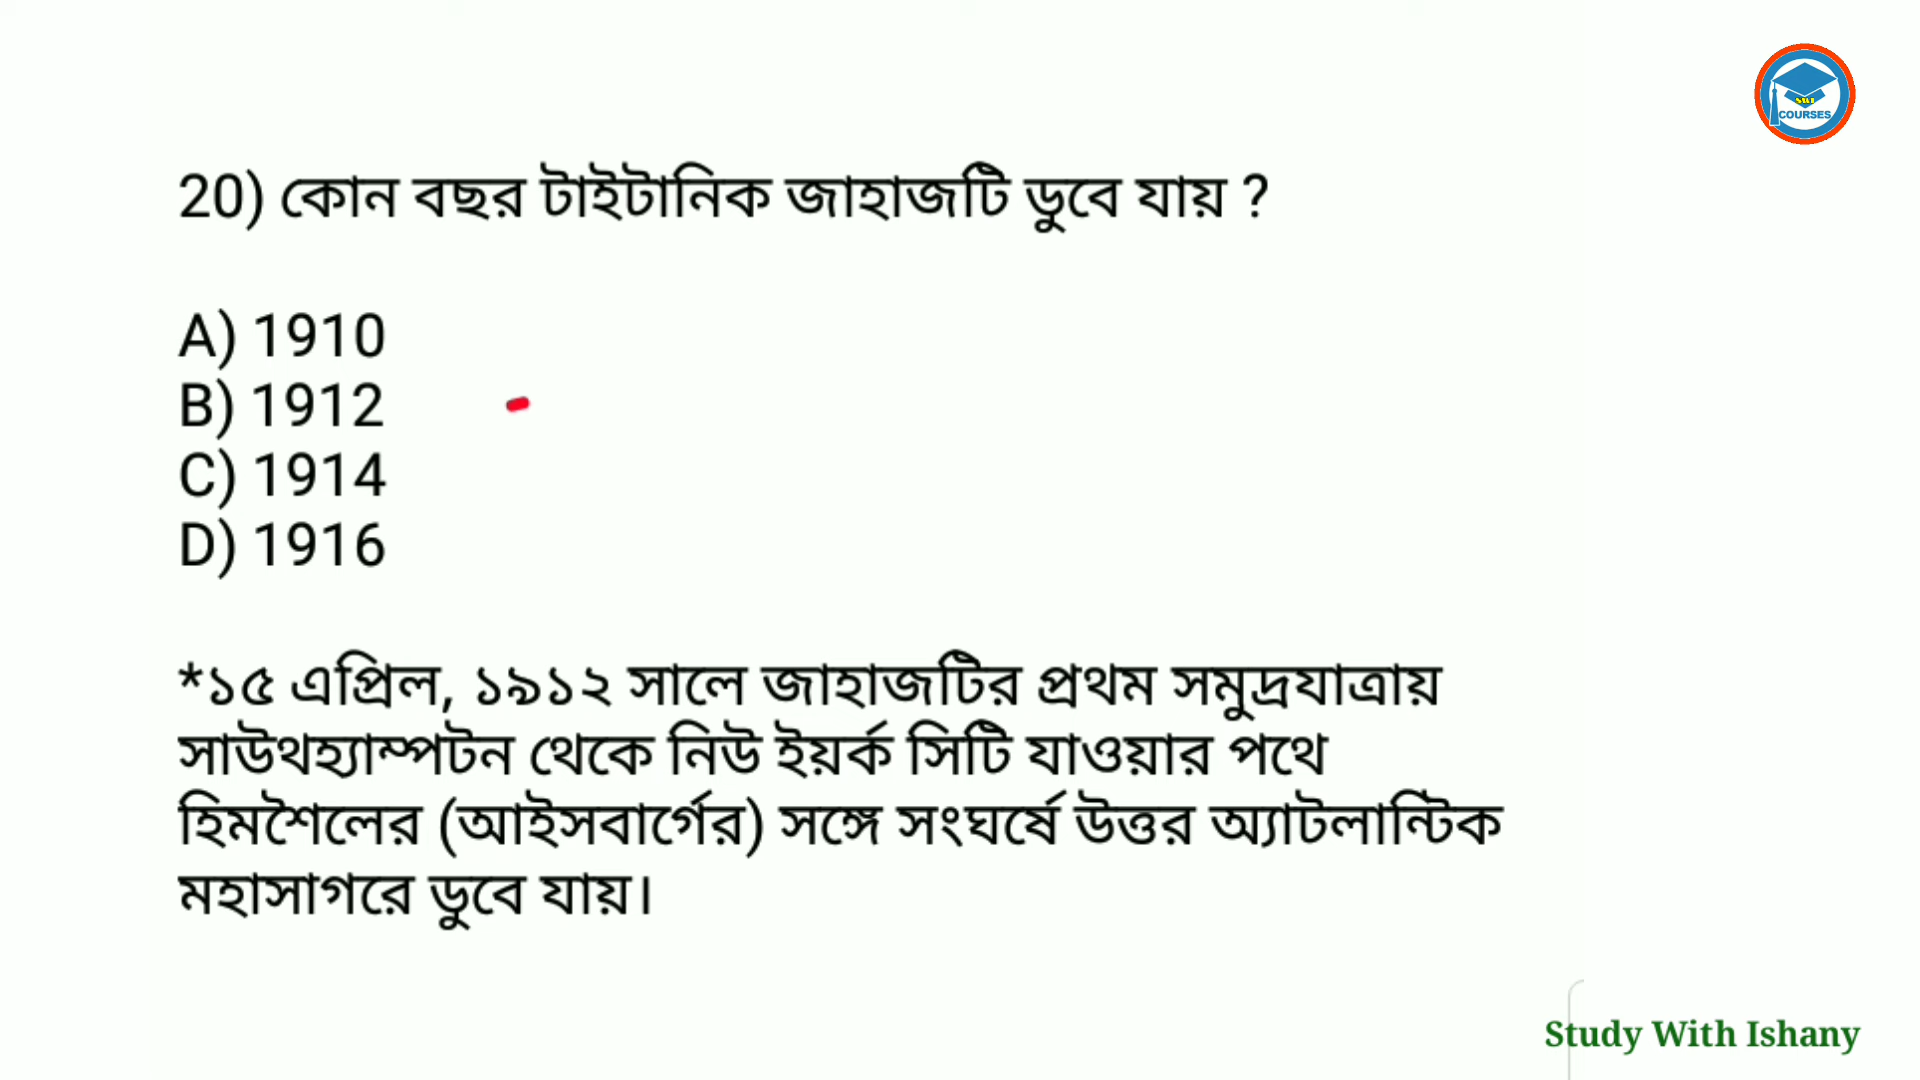 SWI
COURSES
20) কোন বছর টাইটানিক জাহাজটি ডুবে যায় ?
A) 1910
B) 1912
C) 1914
D) 1916
*১৫ এপ্রিল, ১৯১২ সালে জাহাজটির প্রথম সমুদ্রযাত্রায়
সাউথহ্যাম্পটন থেকে নিউ ইয়র্ক সিটি যাওয়ার পথে
হিমশৈলের (আইসবার্গের) সঙ্গে সংঘর্ষে উত্তর অ্যাটলান্টিক
মহাসাগরে ডুবে যায়।
Study With Ishany